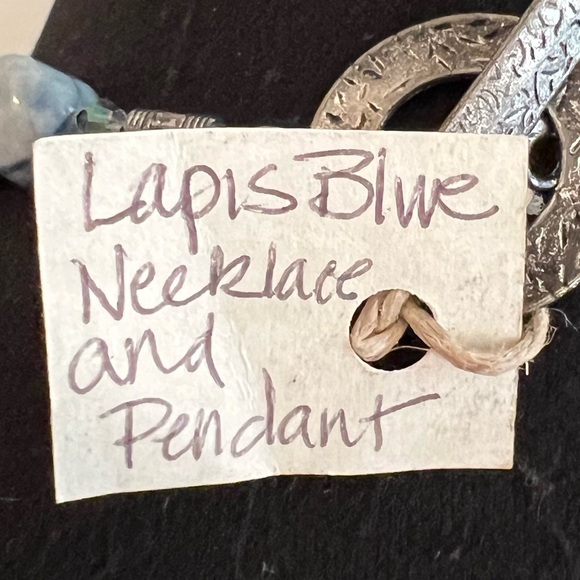 Lapis Blue
Necklace
and
Pendant